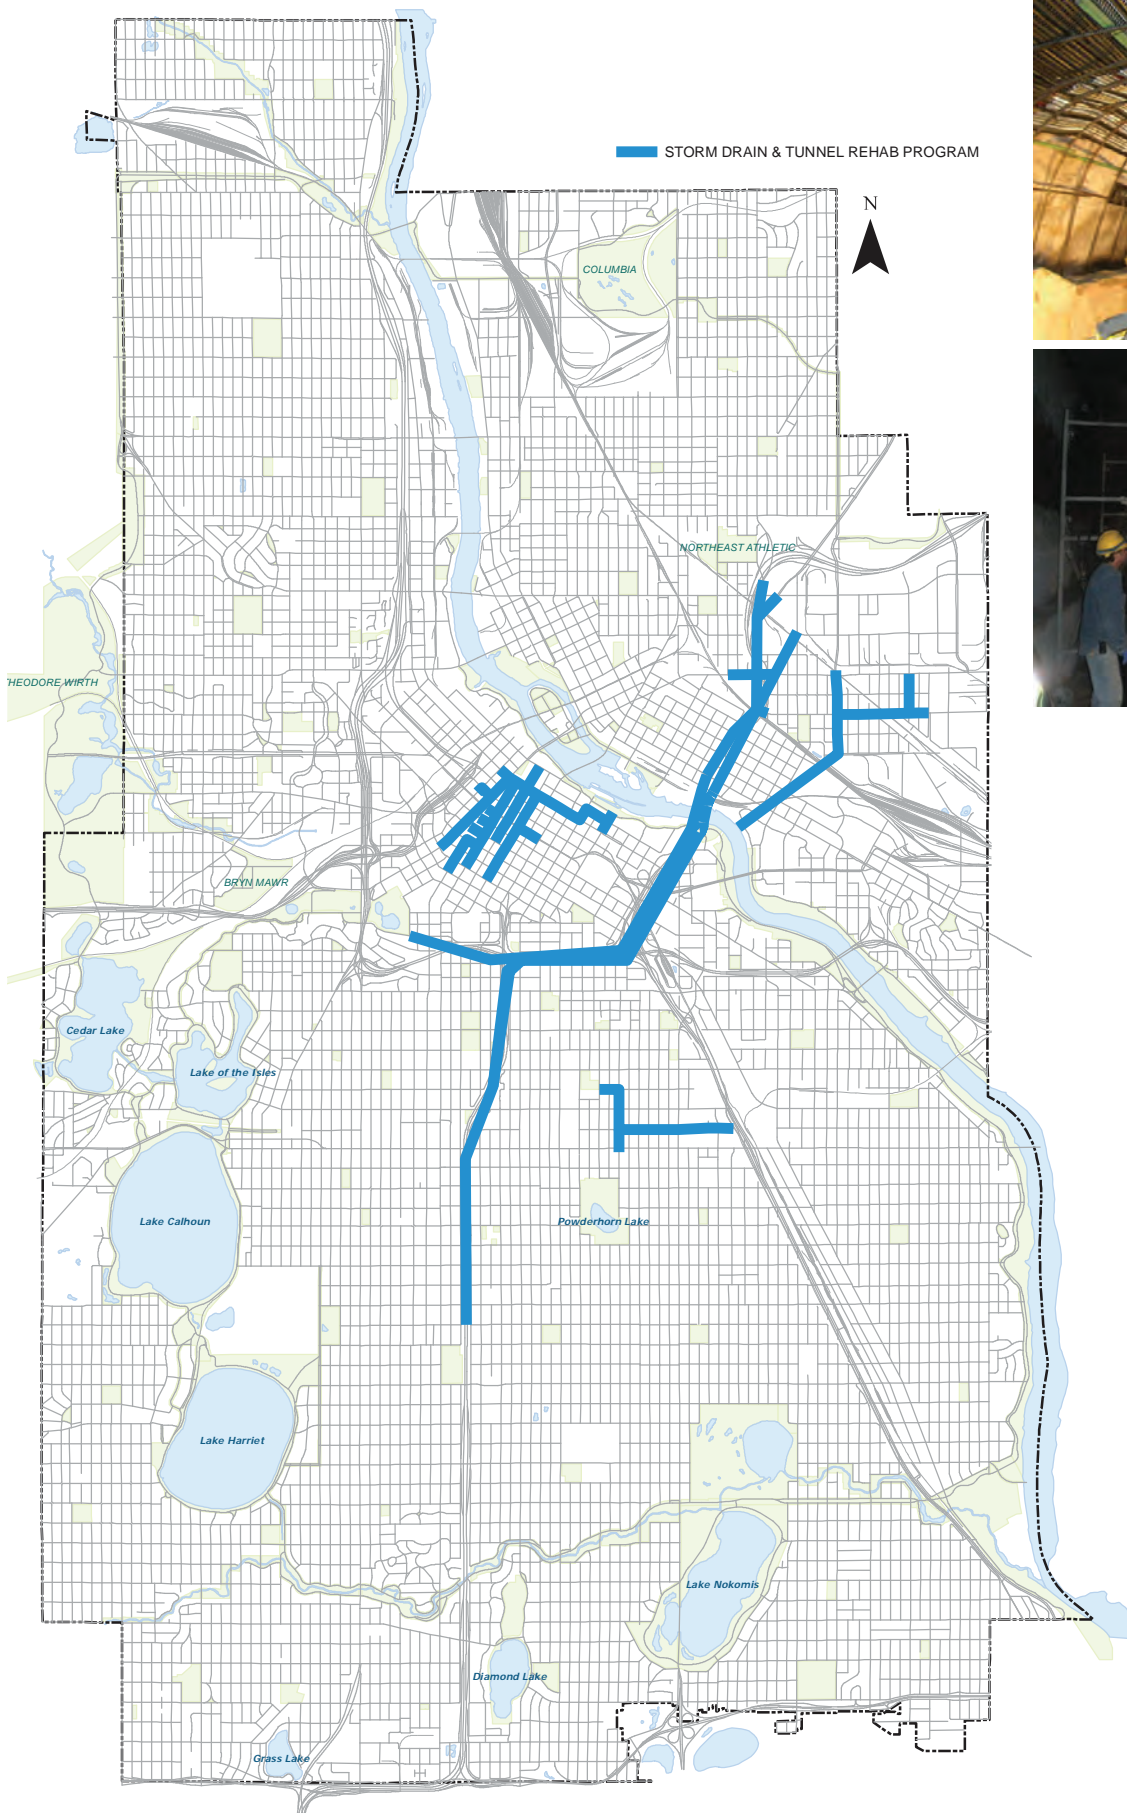 STORM DRAIN & TUNNEL REHAB PROGRAM
N
COLUMBIA
NORTHEAST ATHLETIC
THEODORE WIRTH
BRYN MAWR
Cedar Lake
Lake of the Isles
Lake Calhoun
Powderhorn Lake
Lake Harriet
Lake Nokomis
Diamond Lake
Grass Lake